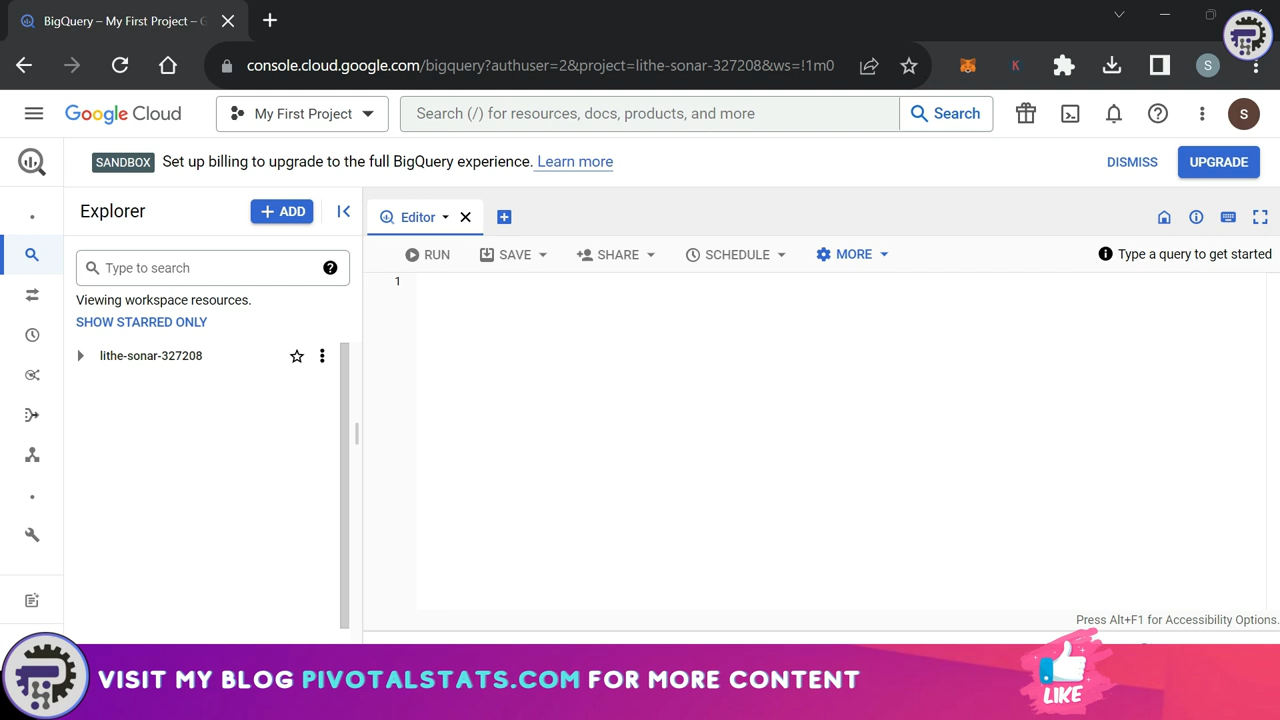 BigQuery – My First Project – G
console.cloud.google.com/bigquery?authuser=2&project=lithe-sonar-327208&ws=!1m0
K
S
Google Cloud
My First Project
Search (/) for resources, docs, products, and more
Search
S
SANDBOX Set up billing to upgrade to the full BigQuery experience. Learn more
DISMISS
UPGRADE
Explorer
+ ADD
Editor
RUN
SAVE
SHARE
SCHEDULE
MORE
Type a query to get started
Type to search
Viewing workspace resources.
SHOW STARRED ONLY
lithe-sonar-327208
1
Press Alt+F1 for Accessibility Options.
VISIT MY BLOG PIVOTALSTATS.COM FOR MORE CONTENT
LIKE